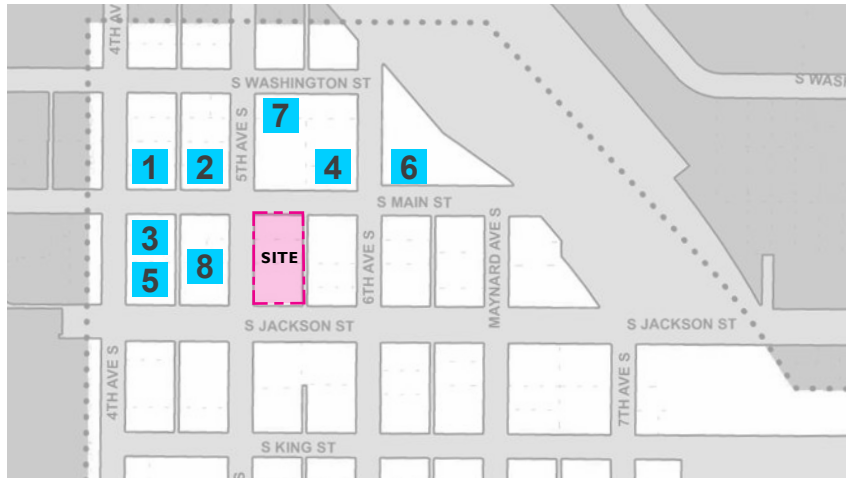 4TH AVE S
S WASHINGTON ST
S WASH
7
5TH AVE S
1
2
4
6
S MAIN ST
3
5
8
SITE
6TH AVE S
MAYNARD AVE S
S JACKSON ST
S JACKSON ST
4TH AVE S
7TH AVE S
S KING ST
S